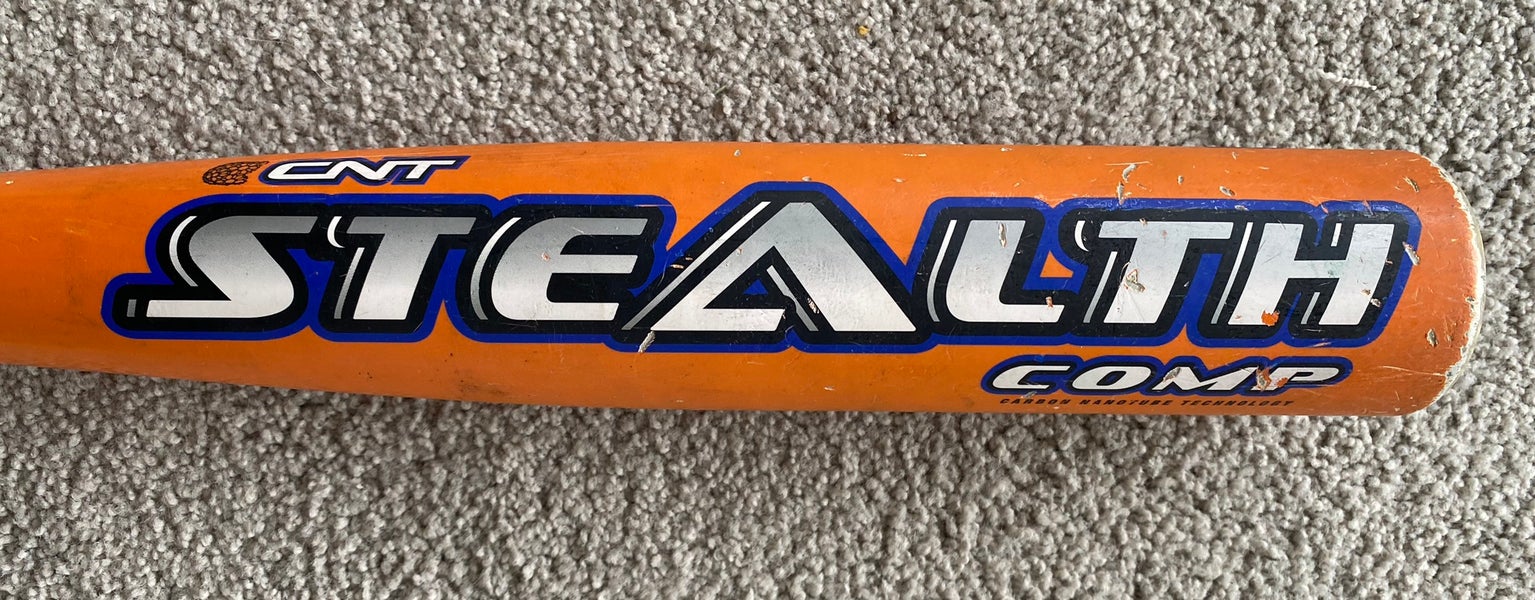 CNT
STEALTH
COMP
CARBON NANOTUBE TECHNOLOGY